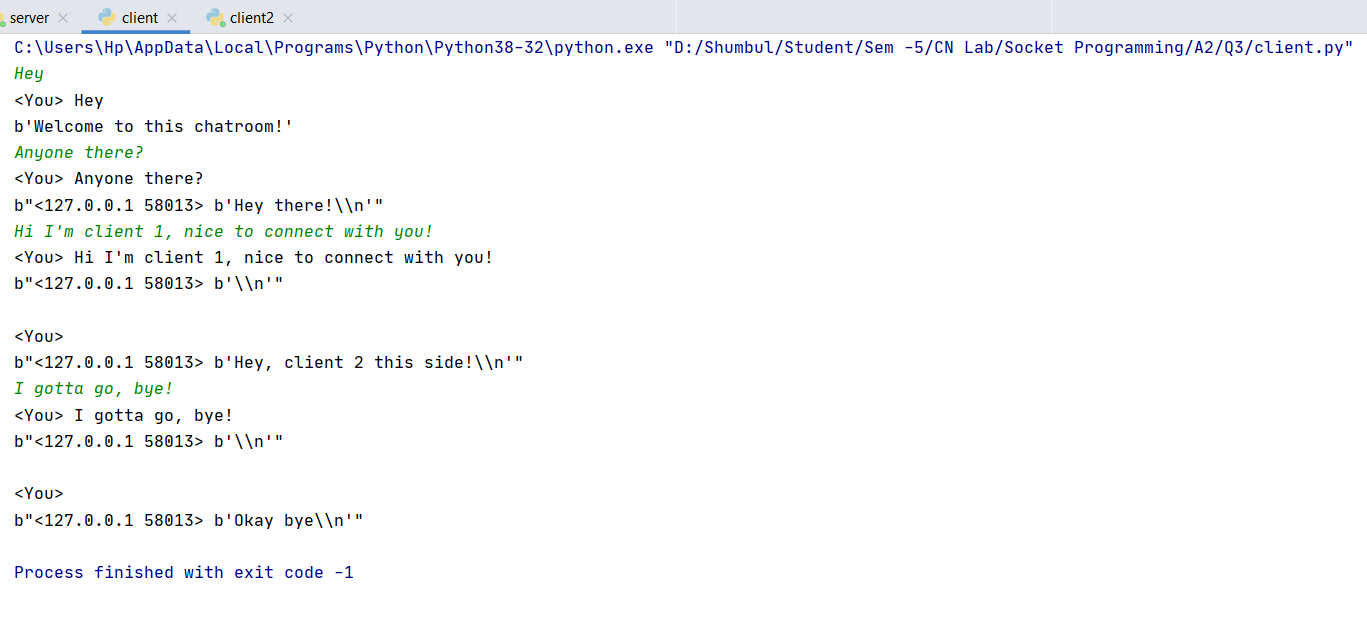 server client client2
C:\Users\Hp\AppData\Local\Programs\Python\Python38-32\python.exe "D:/Shumbul/Student/Sem -5/CN Lab/Socket Programming/A2/Q3/client.py"
Hey
<You> Hey
b'Welcome to this chatroom!'
Anyone there?
<You> Anyone there?
b"<127.0.0.1 58013> b'Hey there!\\n'"
Hi I'm client 1, nice to connect with you!
<You> Hi I'm client 1, nice to connect with you!
b"<127.0.0.1 58013> b'\\n'"
<You>
b"<127.0.0.1 58013> b'Hey, client 2 this side!\\n'"
I gotta go, bye!
<You> I gotta go, bye!
b"<127.0.0.1 58013> b'\\n'"
<You>
b"<127.0.0.1 58013> b'Okay bye\\n'"
Process finished with exit code -1